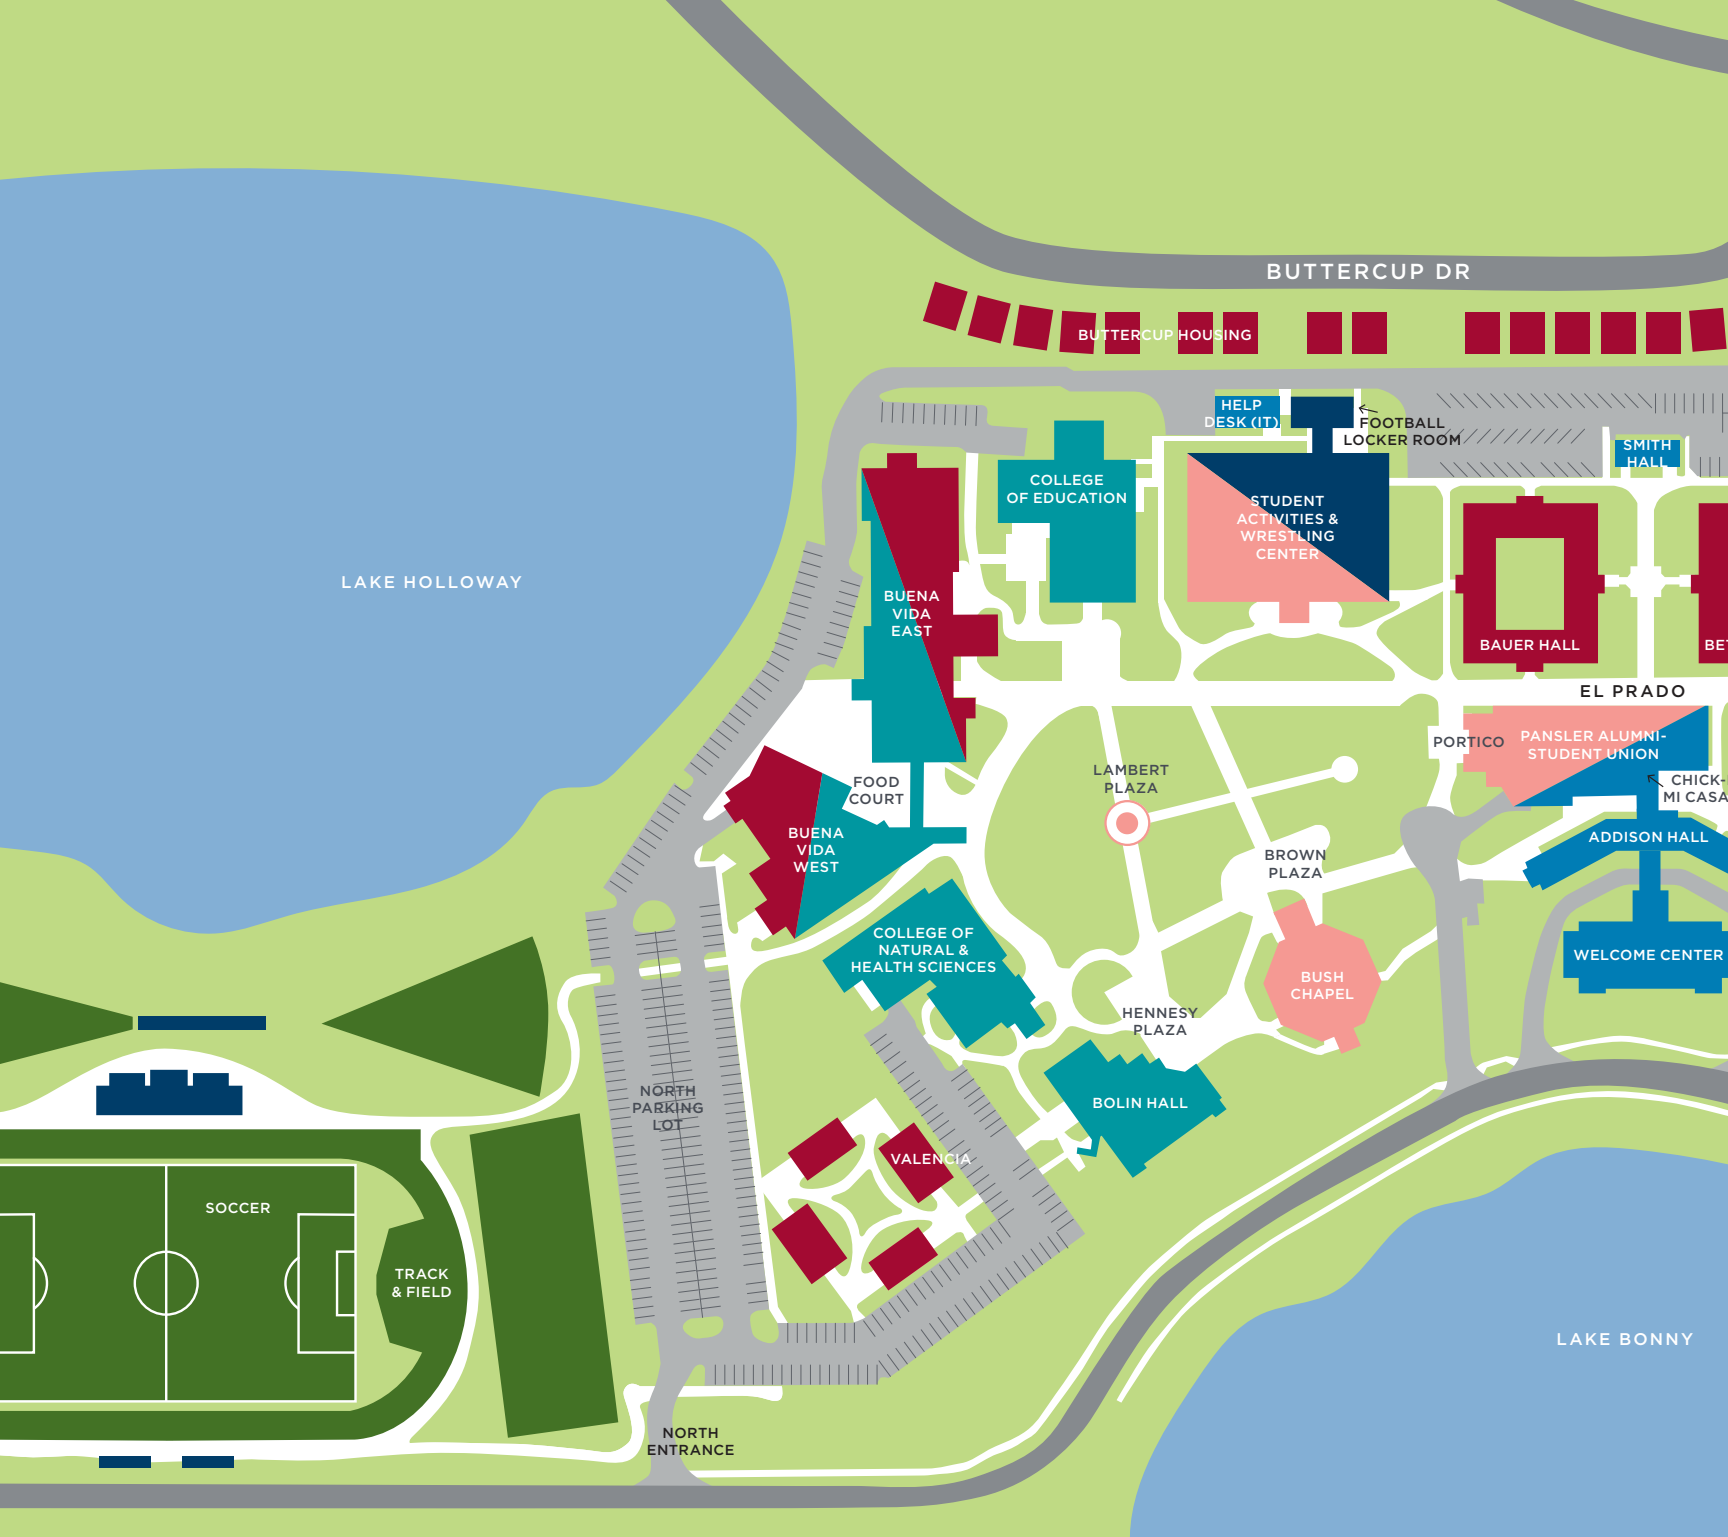 BUTTERCUP DR
BUTTERCUP HOUSING
HELP
DESK (IT)
FOOTBALL
LOCKER ROOM
SMITH
HALL
COLLEGE
OF EDUCATION
STUDENT
ACTIVITIES &
WRESTLING
CENTER
LAKE HOLLOWAY
BUENA
VIDA
EAST
BAUER HALL
BET
EL PRADO
PORTICO
PANSLER ALUMNI-
STUDENT UNION
LAMBERT
PLAZA
FOOD
COURT
CHICK-
MI CASA
BUENA
VIDA
WEST
ADDISON HALL
BROWN
PLAZA
COLLEGE OF
NATURAL &
HEALTH SCIENCES
WELCOME CENTER
BUSH
CHAPEL
HENNESY
PLAZA
NORTH
PARKING
LOT
BOLIN HALL
VALENCIA
SOCCER
TRACK
& FIELD
LAKE BONNY
NORTH
ENTRANCE